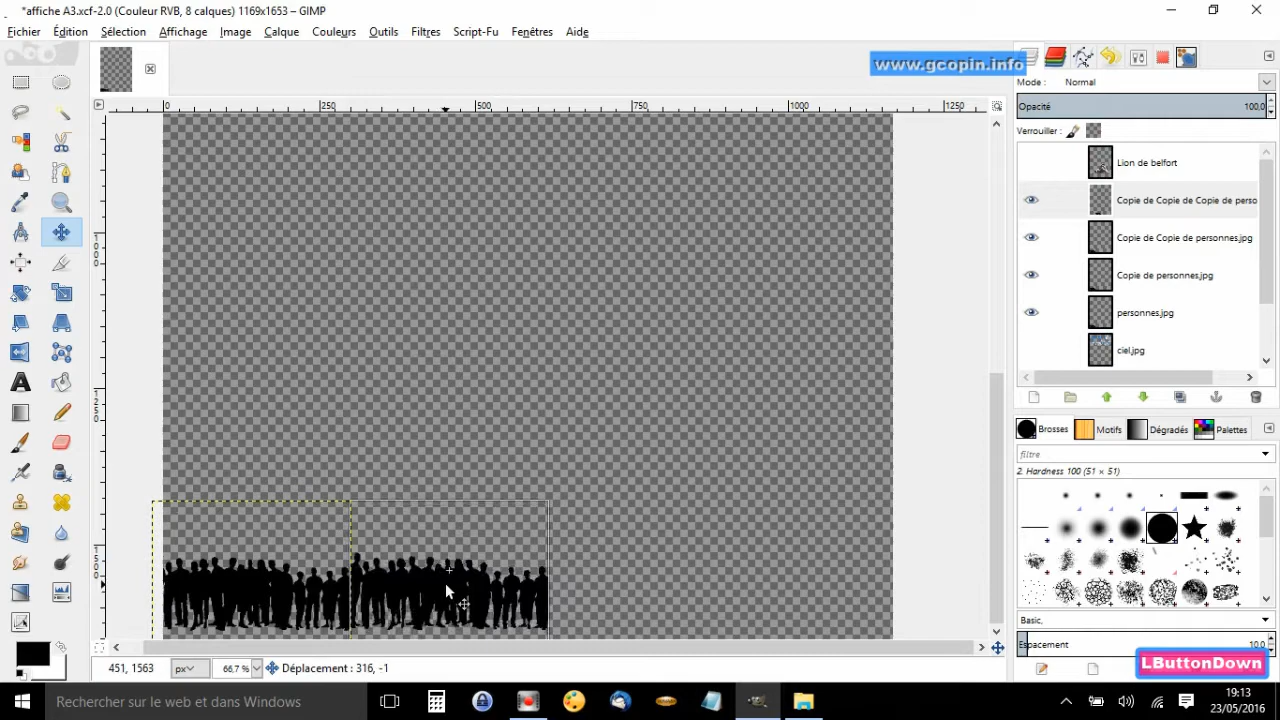 *affiche A3.xcf-2.0 (Couleur RVB, 8 calques) 1169x1653 – GIMP
Fichier Édition Sélection Affichage Image Calque Couleurs Outils Filtres Script-Fu Fenêtres Aide
www.gcopin.info
Mode : Normal
Opacité 100,0
Verrouiller :
0 250 500 750 1000 1250
Lion de belfort
Copie de Copie de Copie de perso
Copie de Copie de personnes.jpg
Copie de personnes.jpg
personnes.jpg
ciel.jpg
1000
1250
1500
Brosses Motifs Dégradés Palettes
filtre
2. Hardness 100 (51 × 51)
Basic,
Espacement 10,0
LButtonDown
451, 1563 px 66,7 % Déplacement : 316, -1
Rechercher sur le web et dans Windows
19:13
23/05/2016